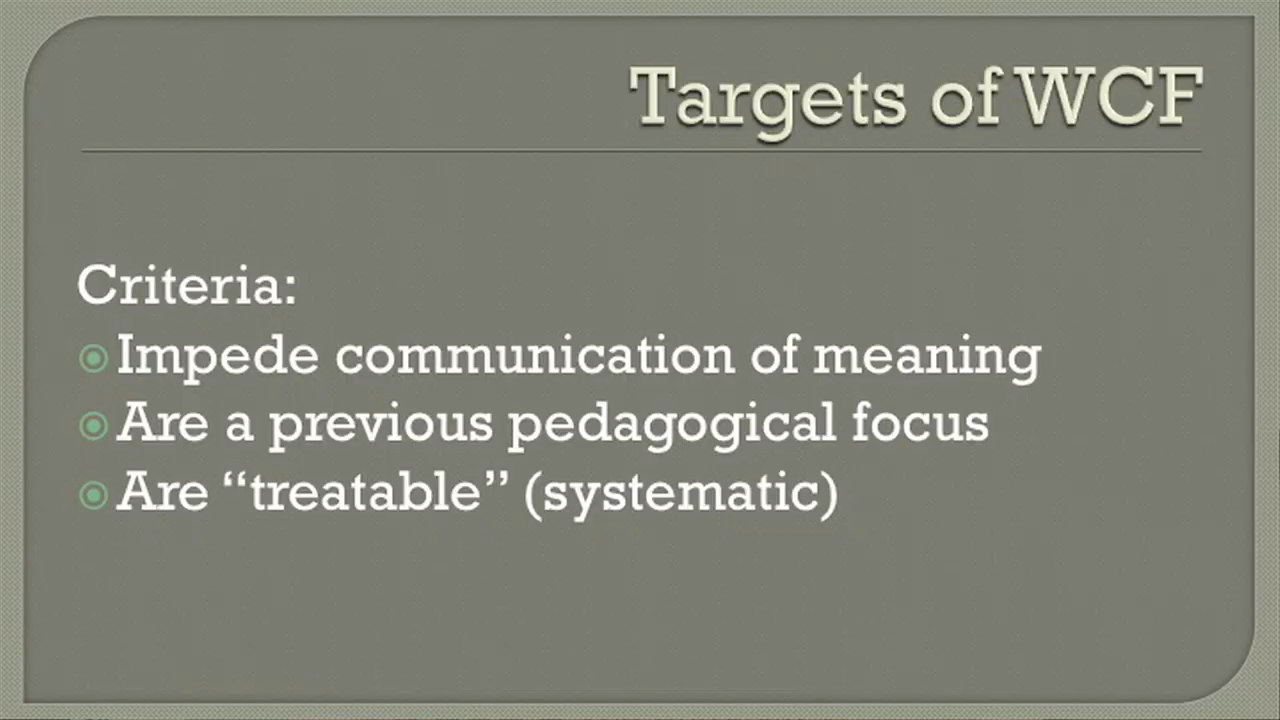 Targets of WCF
Criteria:
Impede communication of meaning
Are a previous pedagogical focus
Are “treatable” (systematic)